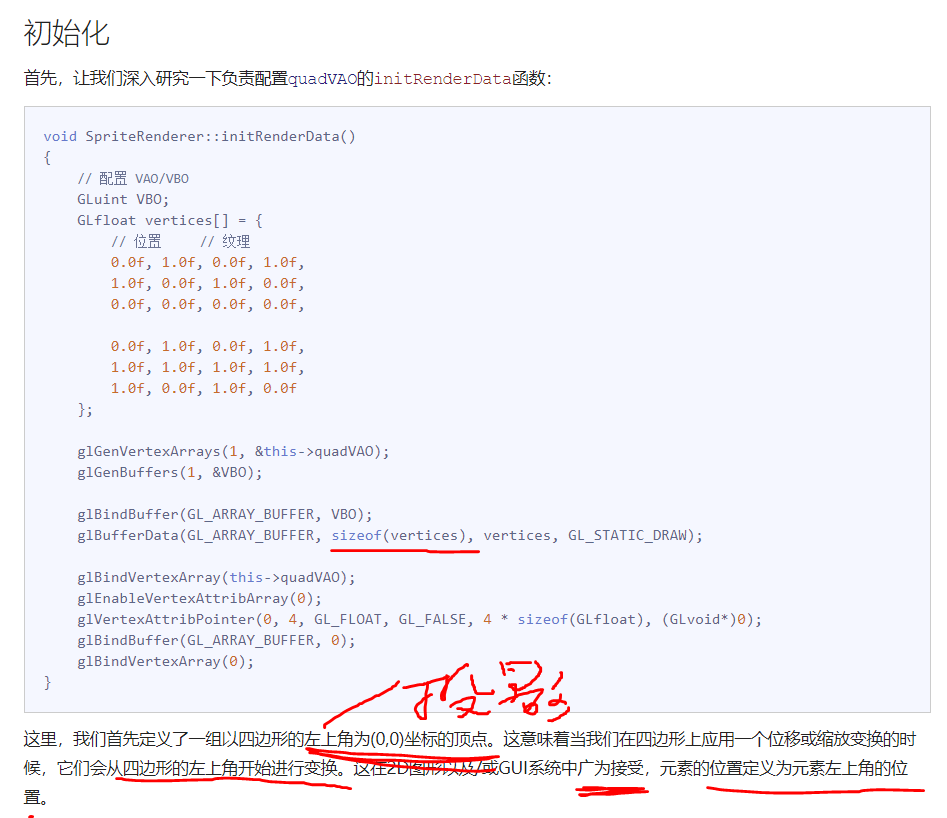 初始化
首先，让我们深入研究一下负责配置quadVAO的initRenderData函数：
void SpriteRenderer::initRenderData()
{
// 配置 VAO/VBO
GLuint VBO;
GLfloat vertices[] = {
// 位置     // 纹理
0.0f, 1.0f, 0.0f, 1.0f,
1.0f, 0.0f, 1.0f, 0.0f,
0.0f, 0.0f, 0.0f, 0.0f,
0.0f, 1.0f, 0.0f, 1.0f,
1.0f, 1.0f, 1.0f, 1.0f,
1.0f, 0.0f, 1.0f, 0.0f
};
glGenVertexArrays(1, &this->quadVAO);
glGenBuffers(1, &VBO);
glBindBuffer(GL_ARRAY_BUFFER, VBO);
glBufferData(GL_ARRAY_BUFFER, sizeof(vertices), vertices, GL_STATIC_DRAW);
glBindVertexArray(this->quadVAO);
glEnableVertexAttribArray(0);
glVertexAttribPointer(0, 4, GL_FLOAT, GL_FALSE, 4 * sizeof(GLfloat), (GLvoid*)0);
glBindBuffer(GL_ARRAY_BUFFER, 0);
glBindVertexArray(0);
}
投影
这里，我们首先定义了一组以四边形的左上角为(0,0)坐标的顶点。这意味着当我们在四边形上应用一个位移或缩放变换的时
候，它们会从四边形的左上角开始进行变换。这在2D图形以及/或GUI系统中广为接受，元素的位置定义为元素左上角的位
置。